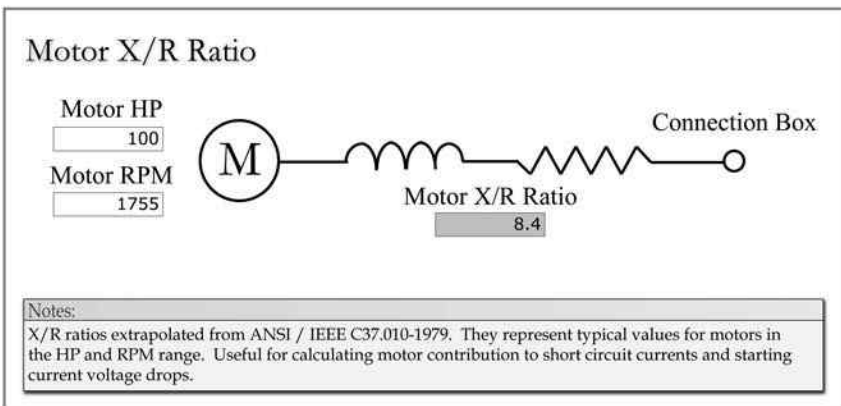 Motor X/R Ratio
Motor HP
100
Motor RPM
1755
M
Connection Box
Motor X/R Ratio
8.4
Notes:
X/R ratios extrapolated from ANSI / IEEE C37.010-1979. They represent typical values for motors in
the HP and RPM range. Useful for calculating motor contribution to short circuit currents and starting
current voltage drops.